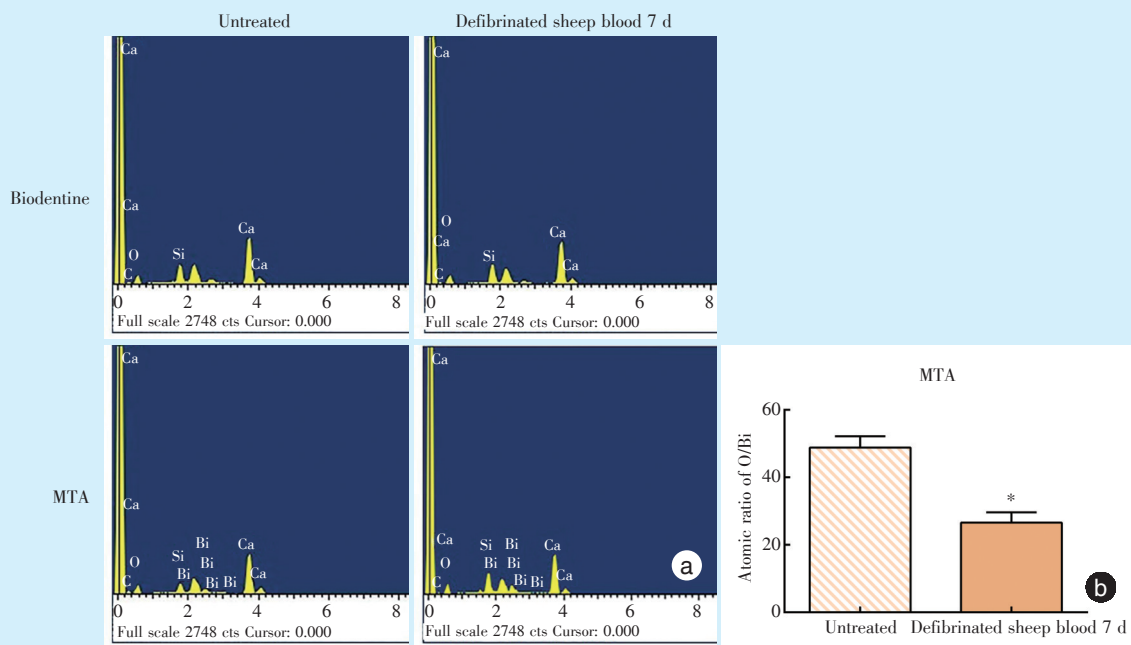 Untreated
Defibrinated sheep blood 7 d
Biodentine
Ca
Ca
O
C
Si
Ca
Ca
0 2 4 6 8
Full scale 2748 cts Cursor: 0.000
Ca
O
Ca
C
Si
Ca
Ca
0 2 4 6 8
Full scale 2748 cts Cursor: 0.000
MTA
Ca
Ca
O
C
Si
Bi
Bi
Bi
Bi
Bi
Ca
Ca
0 2 4 6 8
Full scale 2748 cts Cursor: 0.000
Ca
Ca
O
C
Si
Bi
Bi
Bi
Bi
Bi
Ca
Ca
0 2 4 6 8
Full scale 2748 cts Cursor: 0.000
a
MTA
Atomic ratio of O/Bi
60
40
20
0
*
Untreated Defibrinated sheep blood 7 d
b